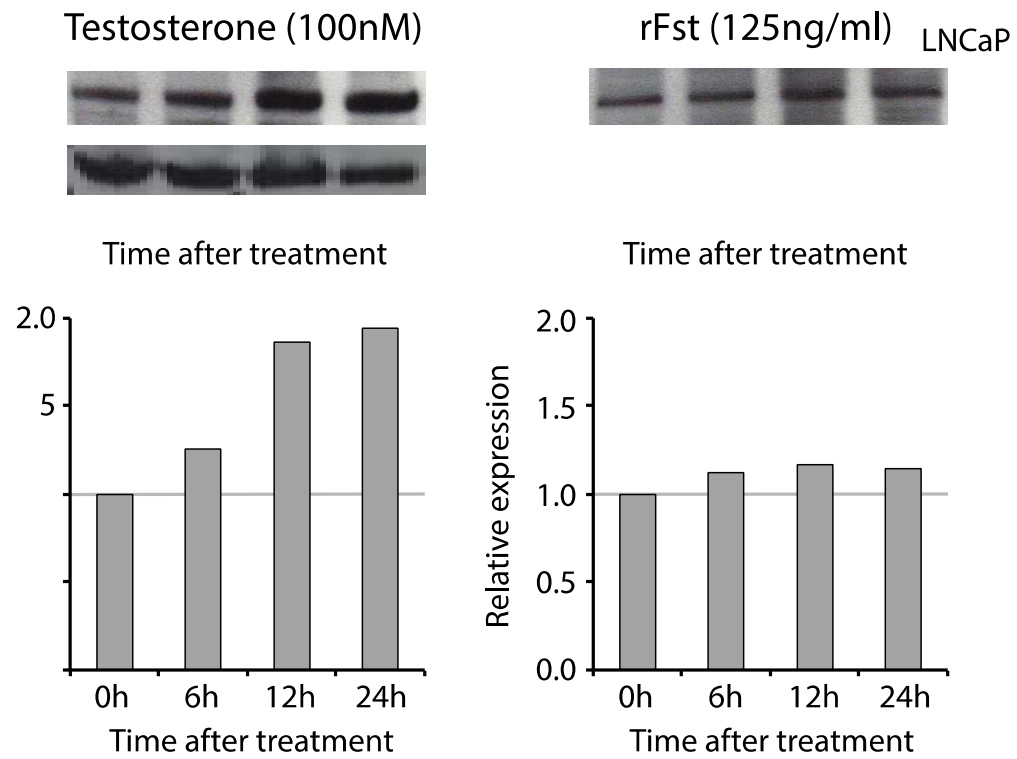 Testosterone (100nM)
rFst (125ng/ml)
LNCaP
Time after treatment
Time after treatment
2.0
5
0h 6h 12h 24h
Time after treatment
Relative expression
2.0
1.5
1.0
0.5
0.0
0h 6h 12h 24h
Time after treatment